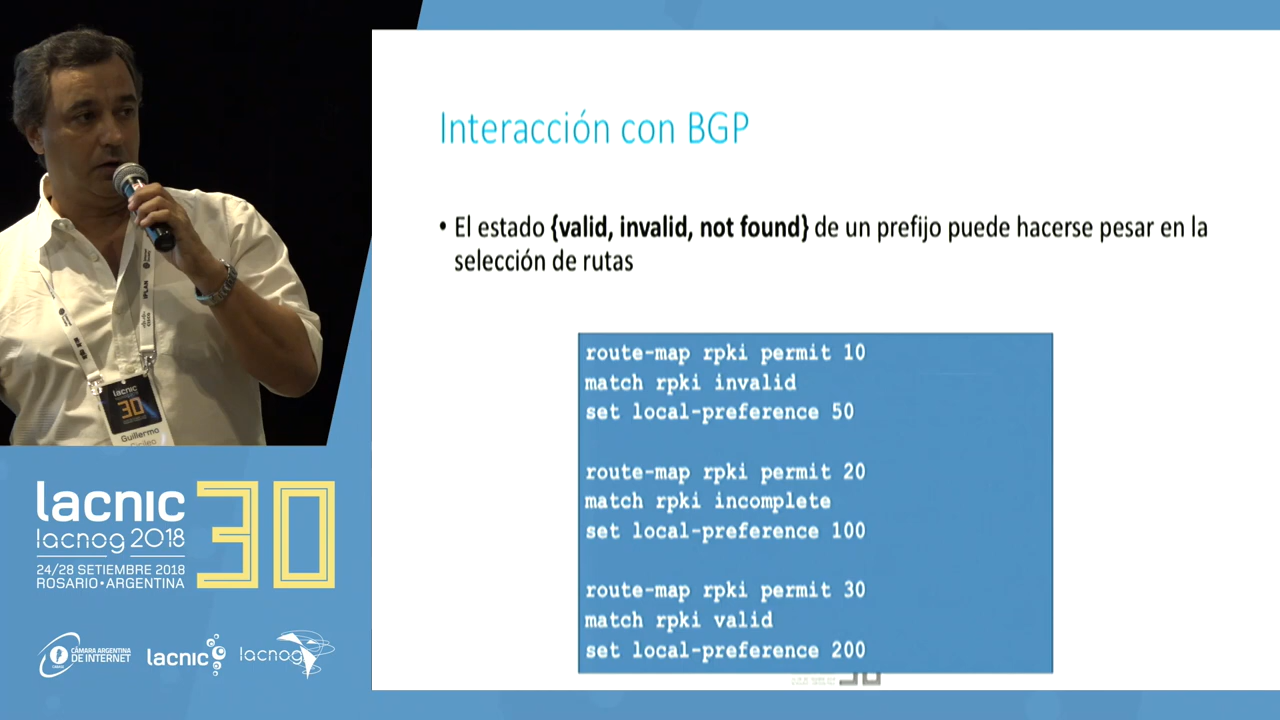 Interacción con BGP
• El estado {valid, invalid, not found} de un prefijo puede hacerse pesar en la
selección de rutas
route-map rpki permit 10
match rpki invalid
set local-preference 50
route-map rpki permit 20
match rpki incomplete
set local-preference 100
route-map rpki permit 30
match rpki valid
set local-preference 200
30
IPLAN
lacnic
30
Guillermo
lacnic 30
lacnog 2018
24/28 SETIEMBRE 2018
ROSARIO•ARGENTINA
CÁMARA ARGENTINA
DE INTERNET
lacnic
lacnog